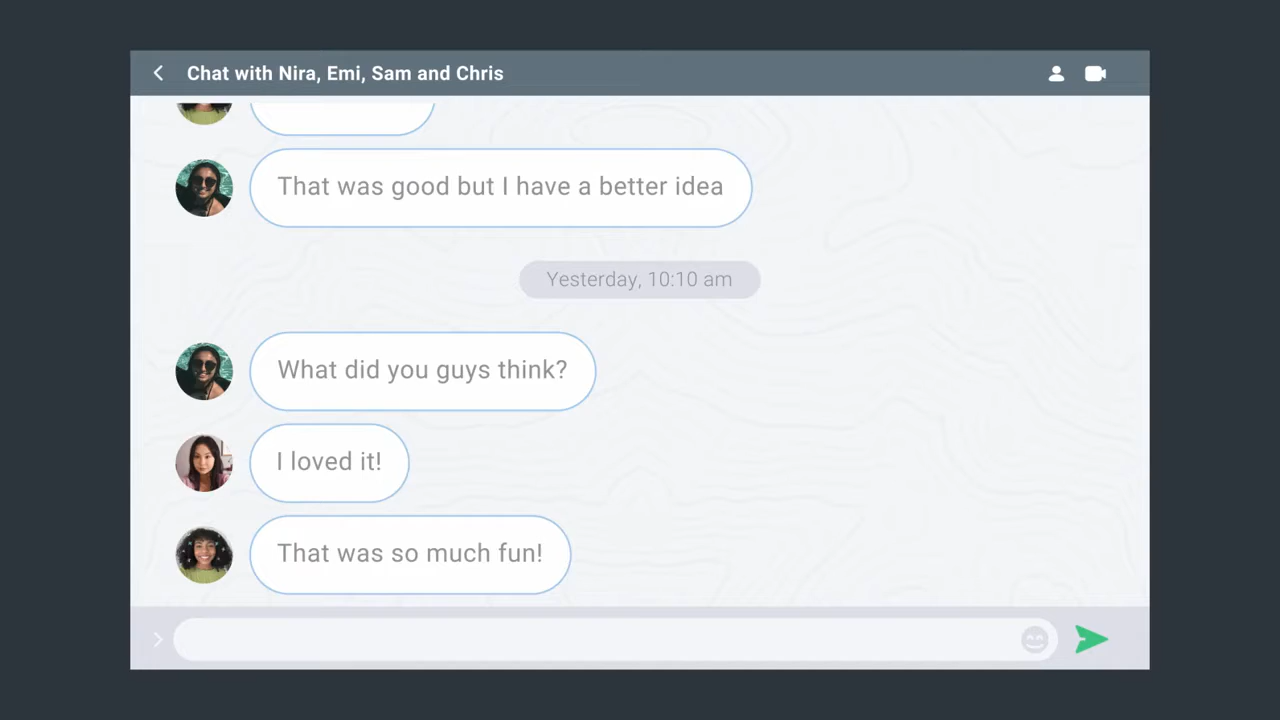 Chat with Nira, Emi, Sam and Chris
That was good but I have a better idea
Yesterday, 10:10 am
What did you guys think?
I loved it!
That was so much fun!